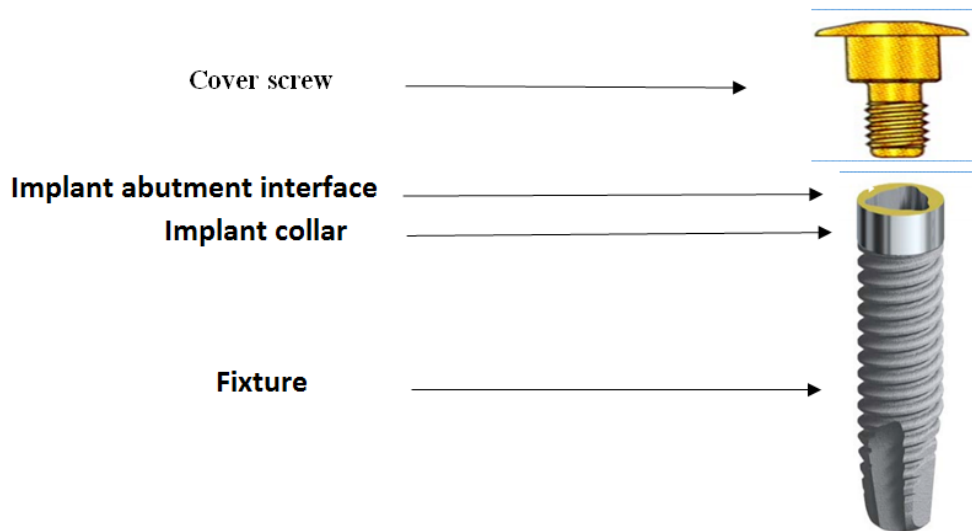 Cover screw
Implant abutment interface
Implant collar
Fixture